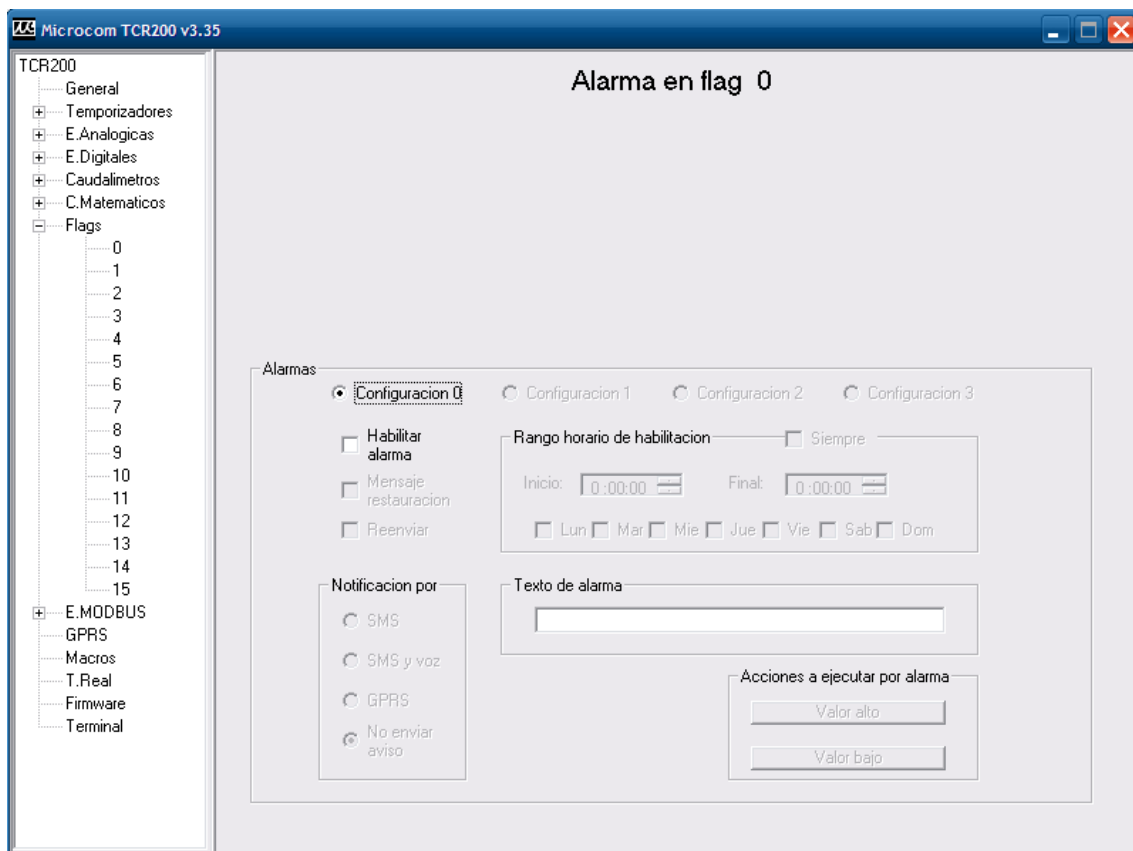 Microcom TCR200 v3.35
TCR200
General
Temporizadores
E.Analogicas
E.Digitales
Caudalimetros
C.Matematicos
Flags
0
1
2
3
4
5
6
7
8
9
10
11
12
13
14
15
E.MODBUS
GPRS
Macros
T.Real
Firmware
Terminal
Alarma en flag 0
Alarmas
Configuracion 0 Configuracion 1 Configuracion 2 Configuracion 3
Habilitar
alarma
Mensaje
restauracion
Reenviar
Rango horario de habilitacion Siempre
Inicio: 0:00:00 Final: 0:00:00
Lun Mar Mie Jue Vie Sab Dom
Notificacion por
SMS
SMS y voz
GPRS
No enviar
aviso
Texto de alarma
Acciones a ejecutar por alarma
Valor alto
Valor bajo